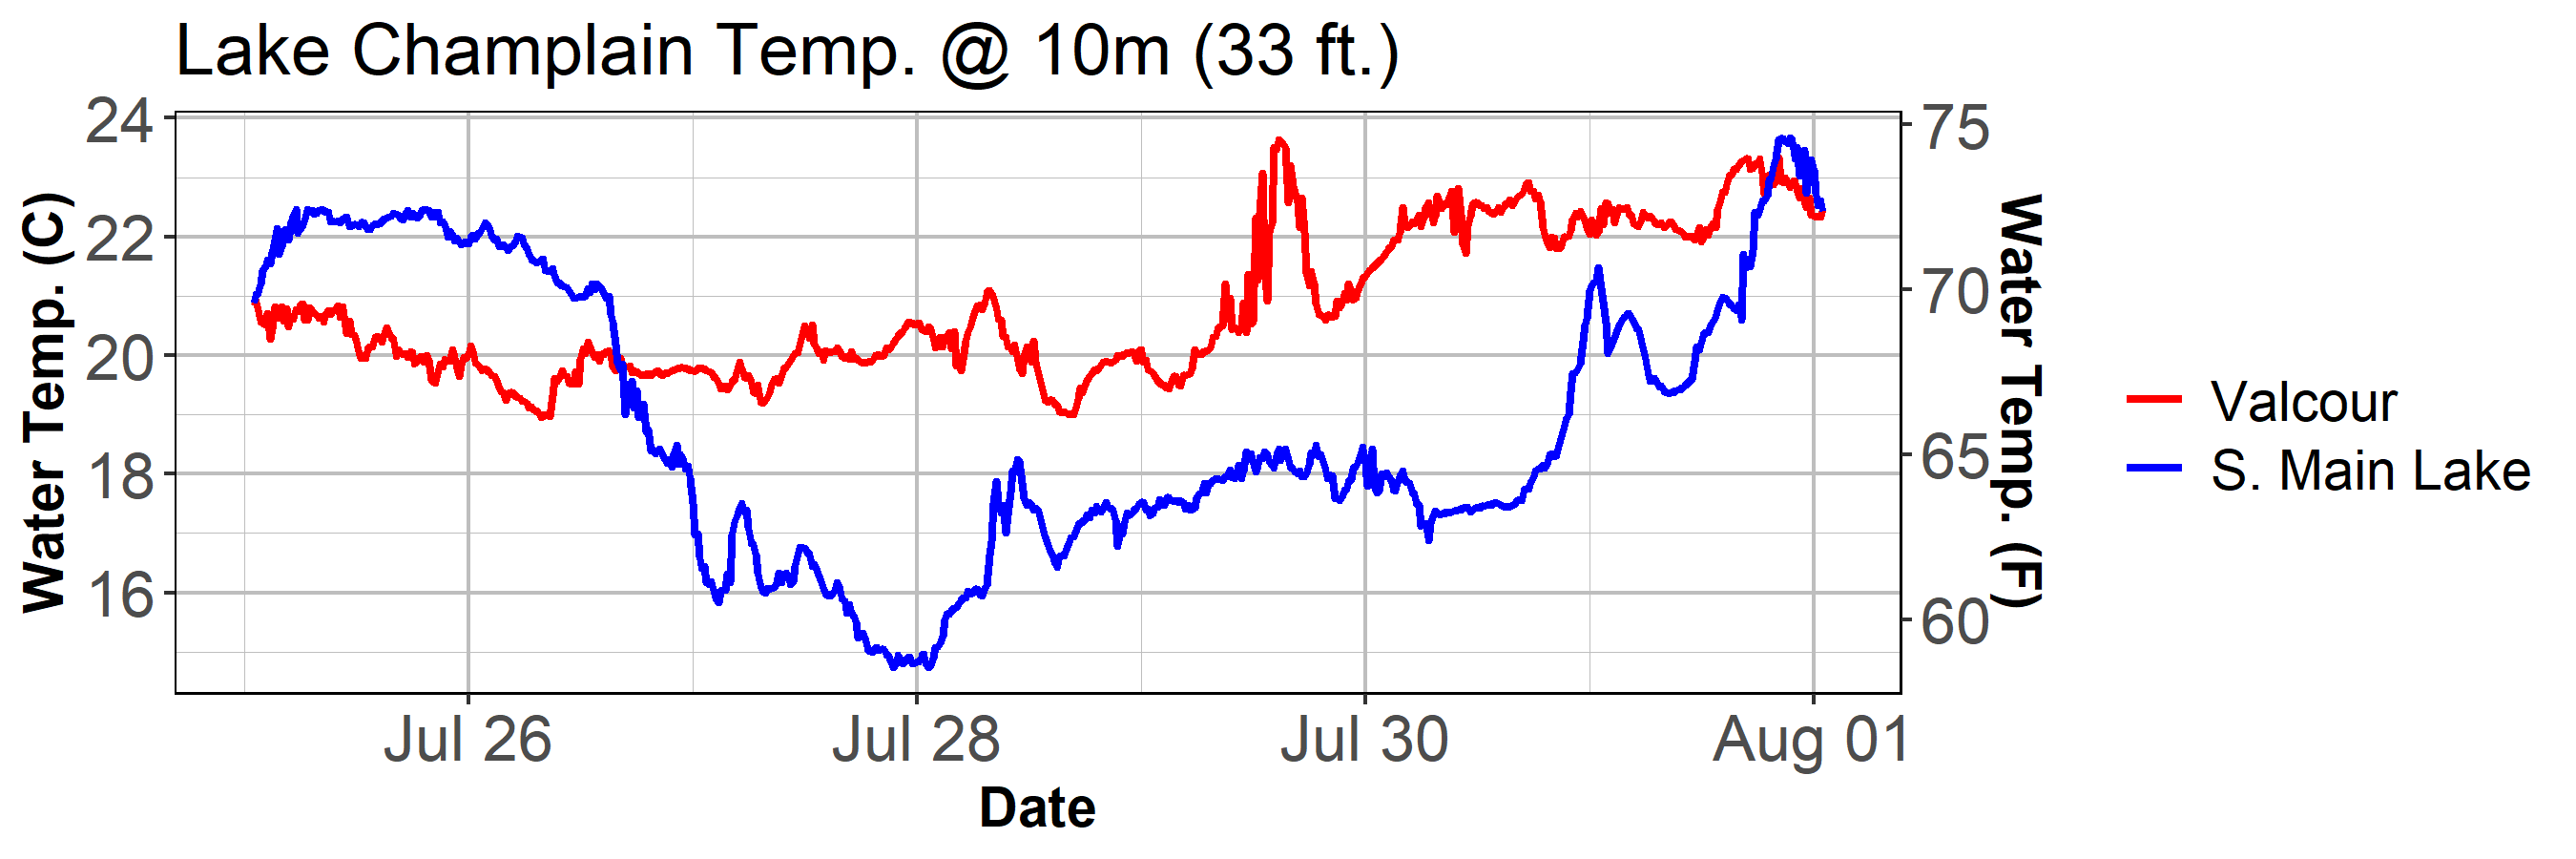 Lake Champlain Temp. @ 10m (33 ft.)
24
22
20
18
16
Water Temp. (C)
75
70
65
60
Water Temp. (F)
Jul 26
Jul 28
Jul 30
Aug 01
Date
Valcour
S. Main Lake